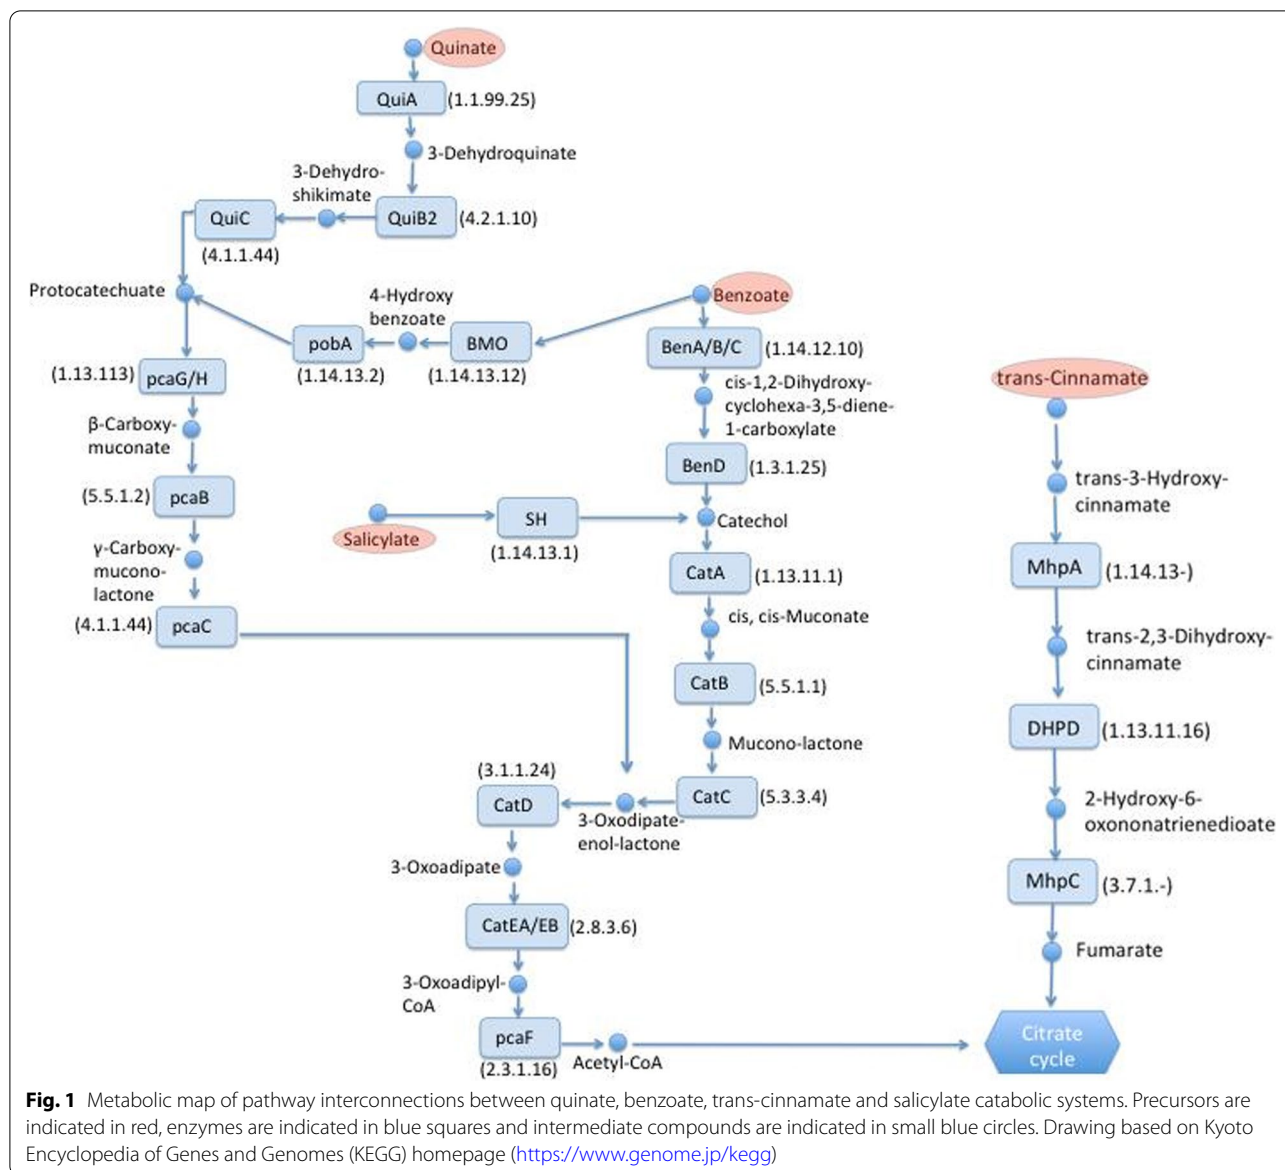 Quinate
QuiA
(1.1.99.25)
3-Dehydroquinate
3-Dehydro-
shikimate
QuiC
QuiB2
(4.2.1.10)
(4.1.1.44)
Protocatechuate
4-Hydroxy
benzoate
Benzoate
pobA
BMO
BenA/B/C
(1.14.12.10)
(1.14.13.2)
(1.14.13.12)
(1.13.113)
pcaG/H
cis-1,2-Dihydroxy-
cyclohexa-3,5-diene-
1-carboxylate
trans-Cinnamate
β-Carboxy-
muconate
BenD
(1.3.1.25)
trans-3-Hydroxy-
cinnamate
(5.5.1.2)
pcaB
SH
Catechol
Salicylate
(1.14.13.1)
γ-Carboxy-
mucono-
lactone
CatA
(1.13.11.1)
MhpA
(1.14.13-)
(4.1.1.44)
pcaC
cis, cis-Muconate
trans-2,3-Dihydroxy-
cinnamate
CatB
(5.5.1.1)
DHPD
(1.13.11.16)
Mucono-lactone
(3.1.1.24)
CatD
CatC
(5.3.3.4)
3-Oxodipate-
enol-lactone
2-Hydroxy-6-
oxononatrienedioate
3-Oxoadipate
MhpC
(3.7.1.-)
CatEA/EB
(2.8.3.6)
Fumarate
3-Oxoadipyl-
CoA
pcaF
(2.3.1.16)
Acetyl-CoA
Citrate
cycle
Fig. 1 Metabolic map of pathway interconnections between quinate, benzoate, trans-cinnamate and salicylate catabolic systems. Precursors are
indicated in red, enzymes are indicated in blue squares and intermediate compounds are indicated in small blue circles. Drawing based on Kyoto
Encyclopedia of Genes and Genomes (KEGG) homepage (https://www.genome.jp/kegg)